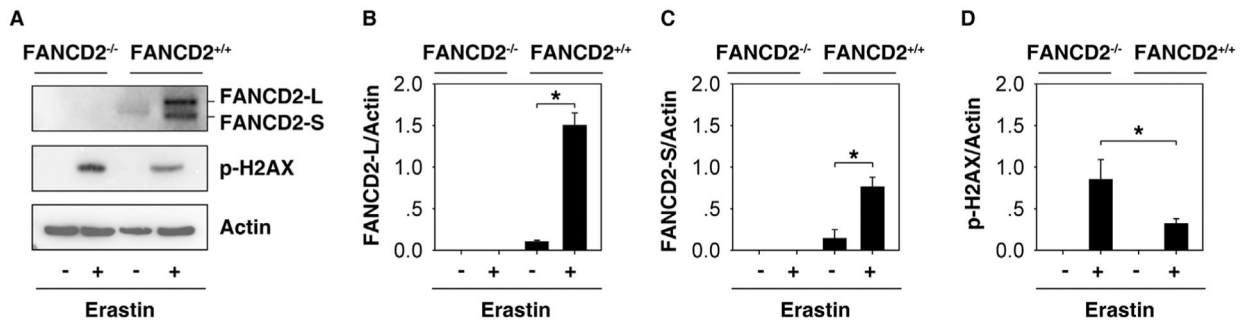 A
FANCD2-/- FANCD2+/+
FANCD2-L
FANCD2-S
p-H2AX
Actin
- + - +
Erastin
B
FANCD2-/- FANCD2+/+
FANCD2-L/Actin
2.0
1.5
1.0
.5
0.0
*
- + - +
Erastin
C
FANCD2-/- FANCD2+/+
FANCD2-S/Actin
2.0
1.5
1.0
.5
0.0
*
- + - +
Erastin
D
FANCD2-/- FANCD2+/+
p-H2AX/Actin
2.0
1.5
1.0
.5
0.0
*
- + - +
Erastin